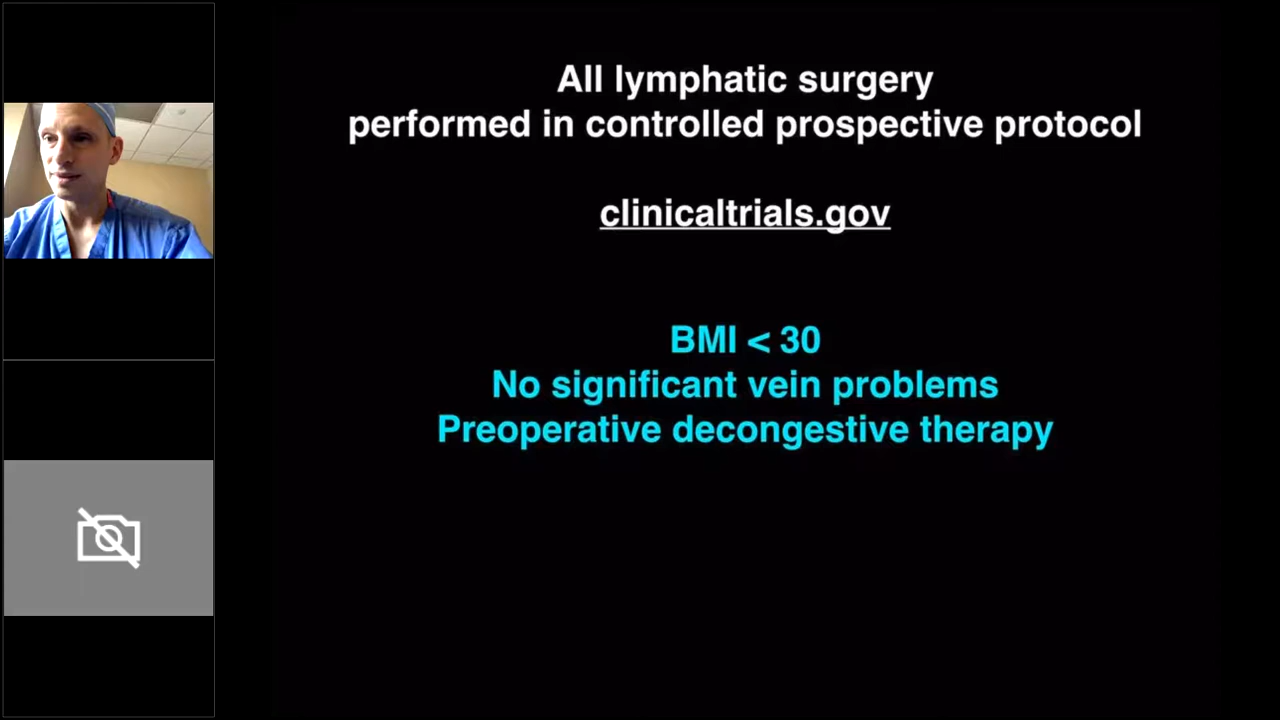 All lymphatic surgery
performed in controlled prospective protocol
clinicaltrials.gov
BMI < 30
No significant vein problems
Preoperative decongestive therapy